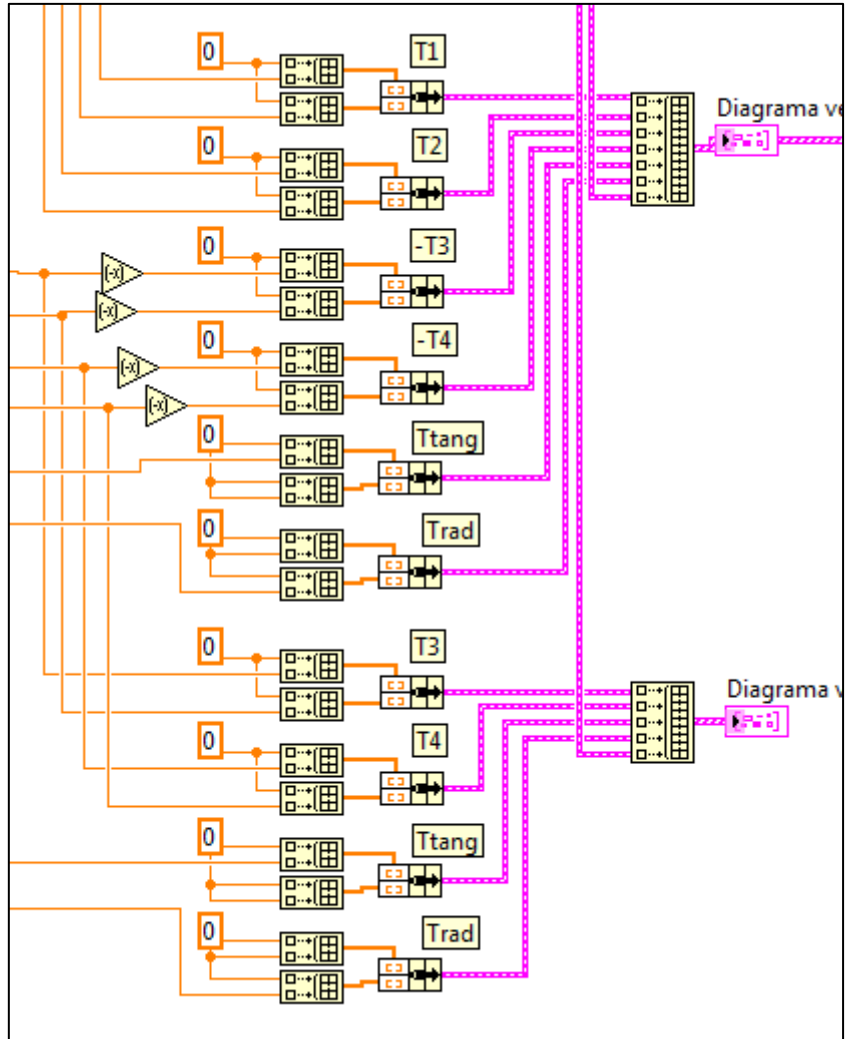 0
T1
Diagrama ve
0
T2
0
-T3
(-x)
(-x)
0
-T4
(-x)
(-x)
0
Ttang
0
Trad
0
T3
Diagrama v
0
T4
0
Ttang
0
Trad